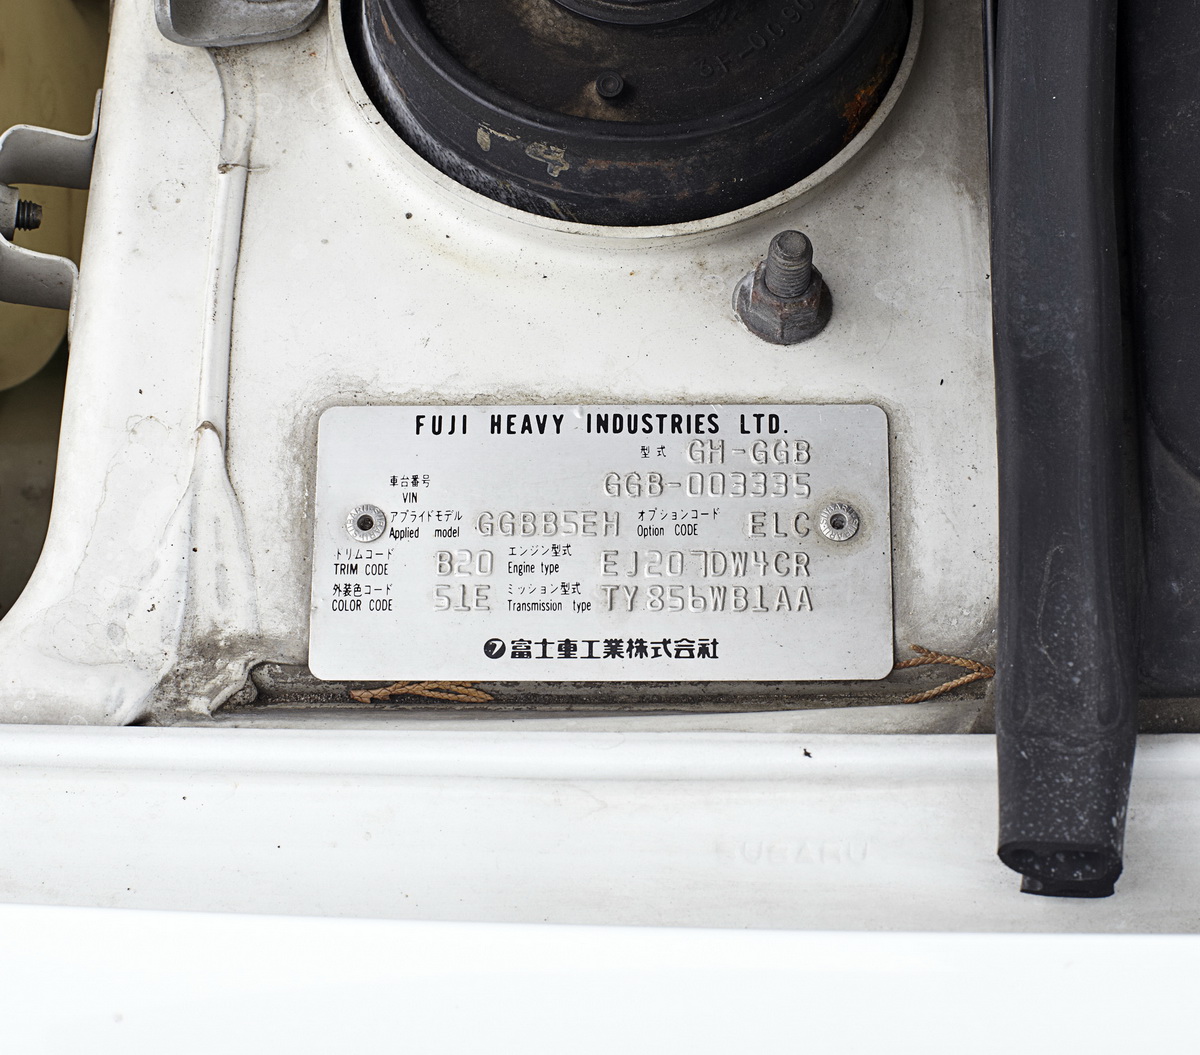 FUJI HEAVY INDUSTRIES LTD.
型式 GH-GGB
車台番号 VIN GGB-003335
アプライドモデル Applied model GGBB5EH オプションコード Option CODE ELC
トリムコード TRIM CODE B20 エンジン型式 Engine type EJ207DW4CR
外装色コード COLOR CODE 51E ミッション型式 Transmission type TY856WB1AA
富士重工業株式会社
SUBARU